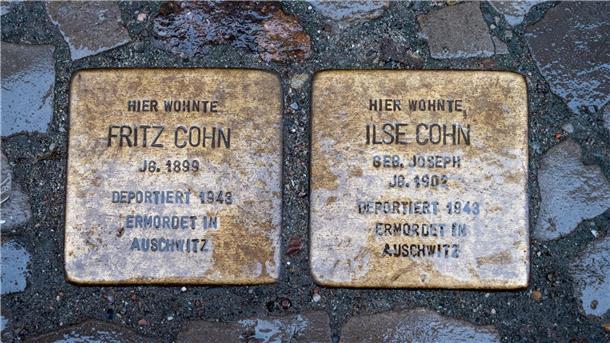 HIER WOHNTE
FRITZ COHN
JG. 1899
DEPORTIERT 1943
ERMORDET IN
AUSCHWITZ
HIER WOHNTE
ILSE COHN
GEB. JOSEPH
JG.
DEPORTIERT 1943
ERMORDET IN
AUSCHWITZ